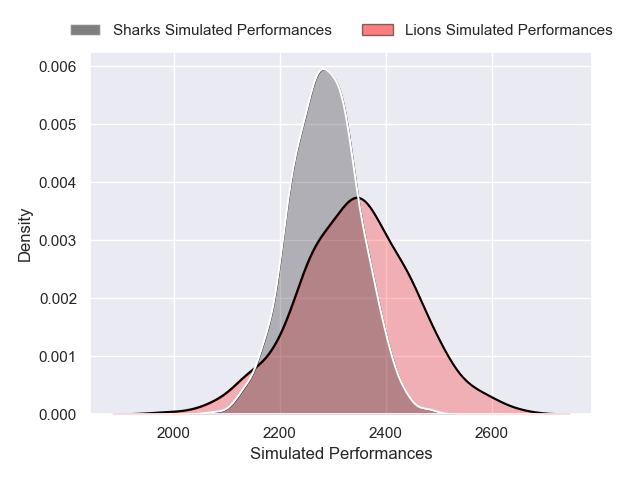 Sharks Simulated Performances
Lions Simulated Performances
0.006
0.005
0.004
0.003
0.002
0.001
0.000
Density
2000
2200
2400
2600
Simulated Performances